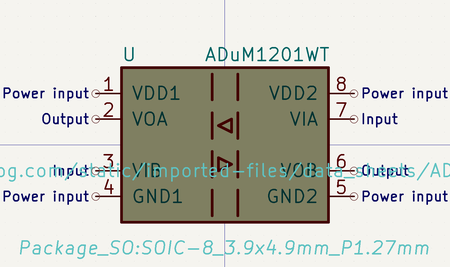 U ADuM1201WT
Power input 1 VDD1 VDD2 8 Power input
Output 2 VOA VIA 7 Input
Input 3 VIB VOB 6 Output
og.com/static/imported-files/data_sheets/AD
Power input 4 GND1 GND2 5 Power input
Package_SO:SOIC-8_3.9x4.9mm_P1.27mm